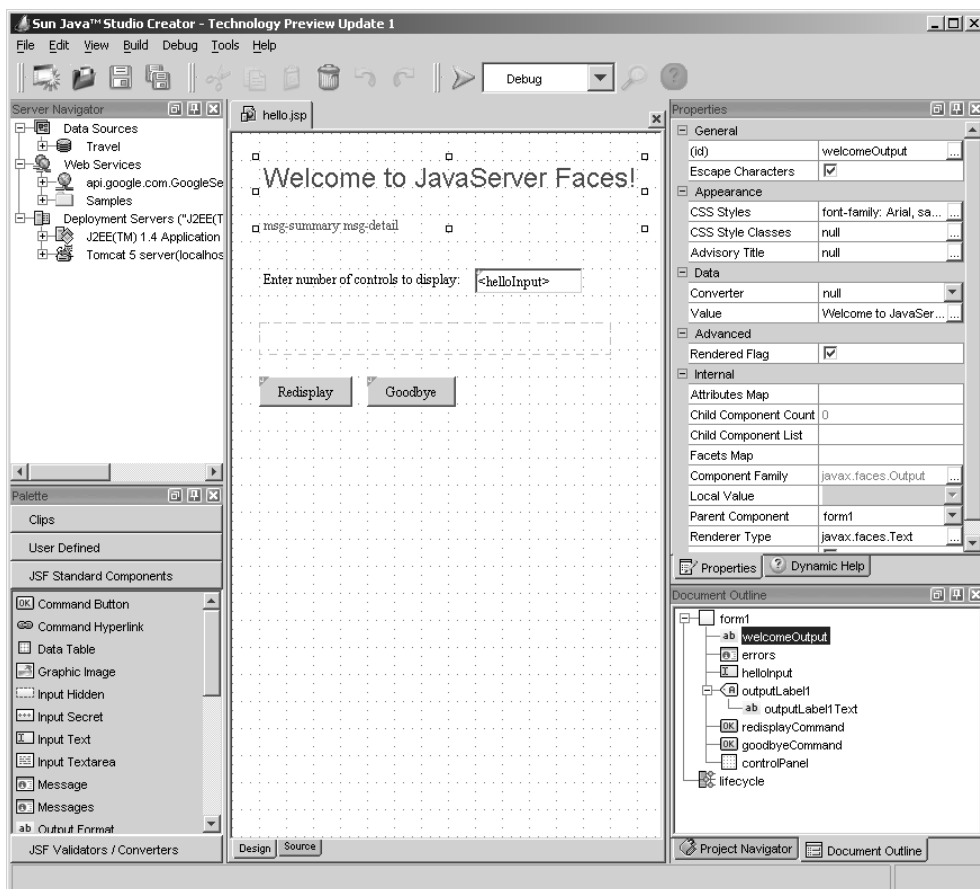 Sun Java™ Studio Creator - Technology Preview Update 1
File Edit View Build Debug Tools Help
Debug
Server Navigator
Data Sources
Travel
Web Services
api.google.com.GoogleSe
Samples
Deployment Servers ("J2EE(T
J2EE(TM) 1.4 Application
Tomcat 5 server(localhos
Palette
Clips
User Defined
JSF Standard Components
OK Command Button
Command Hyperlink
Data Table
Graphic Image
Input Hidden
Input Secret
Input Text
Input Textarea
Message
Messages
ab Output Format
JSF Validators / Converters
hello.jsp
Welcome to JavaServer Faces!
msg-summary msg-detail
Enter number of controls to display: <helloInput>
Redisplay Goodbye
Design Source
Properties
General
(id) welcomeOutput ...
Escape Characters
Appearance
CSS Styles font-family: Arial, sa... ...
CSS Style Classes null ...
Advisory Title null ...
Data
Converter null
Value Welcome to JavaSer... ...
Advanced
Rendered Flag
Internal
Attributes Map
Child Component Count 0
Child Component List
Facets Map
Component Family javax.faces.Output ...
Local Value
Parent Component form1
Renderer Type javax.faces.Text ...
Properties Dynamic Help
Document Outline
form1
ab welcomeOutput
errors
helloInput
outputLabel1
ab outputLabel1Text
OK redisplayCommand
OK goodbyeCommand
controlPanel
lifecycle
Project Navigator Document Outline